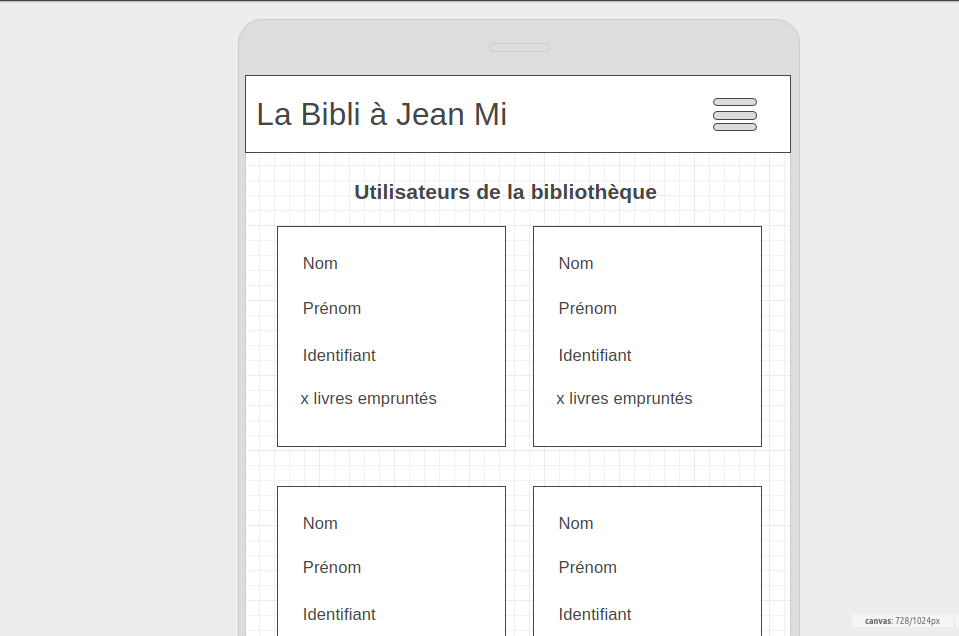 La Bibli à Jean Mi
Utilisateurs de la bibliothèque
Nom
Prénom
Identifiant
x livres empruntés
Nom
Prénom
Identifiant
x livres empruntés
Nom
Prénom
Identifiant
Nom
Prénom
Identifiant
canvas: 728/1024px